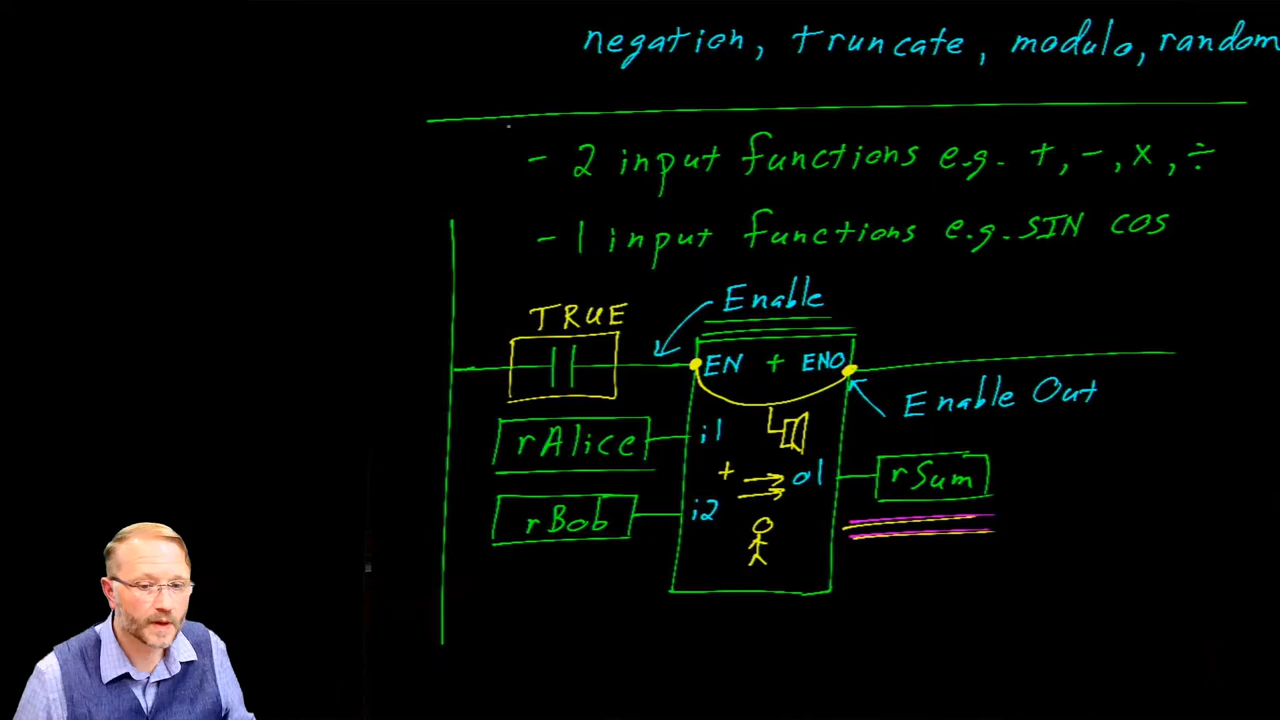 negation, truncate, modulo, random
- 2 input functions e.g. +, -, x, ÷
- 1 input functions e.g. SIN COS
TRUE
Enable
EN + ENO
Enable Out
rAlice
i1
+
o1
rSum
rBob
i2